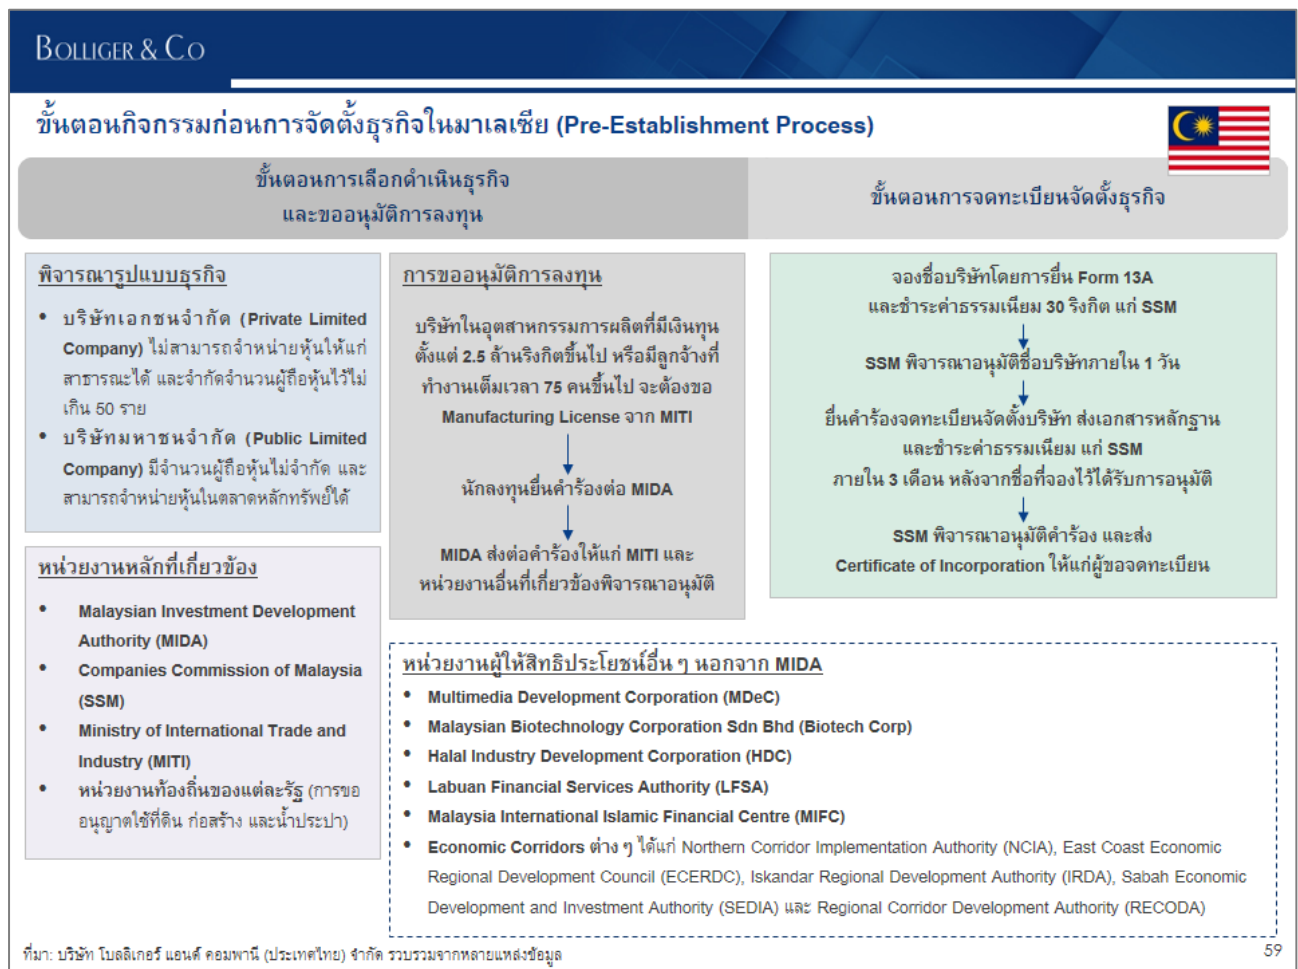 BOLLIGER & CO
ขั้นตอนกิจกรรมก่อนการจัดตั้งธุรกิจในมาเลเซีย (Pre-Establishment Process)
ขั้นตอนการเลือกดำเนินธุรกิจ
และขออนุมัติการลงทุน
ขั้นตอนการจดทะเบียนจัดตั้งธุรกิจ
พิจารณารูปแบบธุรกิจ
• บริษัทเอกชนจำกัด (Private Limited
Company) ไม่สามารถจำหน่ายหุ้นให้แก่
สาธารณะได้ และจำกัดจำนวนผู้ถือหุ้นไว้ไม่
เกิน 50 ราย
• บริษัทมหาชนจำกัด (Public Limited
Company) มีจำนวนผู้ถือหุ้นไม่จำกัด และ
สามารถจำหน่ายหุ้นในตลาดหลักทรัพย์ได้
หน่วยงานหลักที่เกี่ยวข้อง
• Malaysian Investment Development
Authority (MIDA)
• Companies Commission of Malaysia
(SSM)
• Ministry of International Trade and
Industry (MITI)
• หน่วยงานท้องถิ่นของแต่ละรัฐ (การขอ
อนุญาตใช้ที่ดิน ก่อสร้าง และน้ำประปา)
การขออนุมัติการลงทุน
บริษัทในอุตสาหกรรมการผลิตที่มีเงินทุน
ตั้งแต่ 2.5 ล้านริงกิตขึ้นไป หรือมีลูกจ้างที่
ทำงานเต็มเวลา 75 คนขึ้นไป จะต้องขอ
Manufacturing License จาก MITI
นักลงทุนยื่นคำร้องต่อ MIDA
MIDA ส่งต่อคำร้องให้แก่ MITI และ
หน่วยงานอื่นที่เกี่ยวข้องพิจารณาอนุมัติ
จองชื่อบริษัทโดยการยื่น Form 13A
และชำระค่าธรรมเนียม 30 ริงกิต แก่ SSM
SSM พิจารณาอนุมัติชื่อบริษัทภายใน 1 วัน
ยื่นคำร้องจดทะเบียนจัดตั้งบริษัท ส่งเอกสารหลักฐาน
และชำระค่าธรรมเนียม แก่ SSM
ภายใน 3 เดือน หลังจากชื่อที่จองไว้ได้รับการอนุมัติ
SSM พิจารณาอนุมัติคำร้อง และส่ง
Certificate of Incorporation ให้แก่ผู้ขอจดทะเบียน
หน่วยงานผู้ให้สิทธิประโยชน์อื่น ๆ นอกจาก MIDA
• Multimedia Development Corporation (MDeC)
• Malaysian Biotechnology Corporation Sdn Bhd (Biotech Corp)
• Halal Industry Development Corporation (HDC)
• Labuan Financial Services Authority (LFSA)
• Malaysia International Islamic Financial Centre (MIFC)
• Economic Corridors ต่าง ๆ ได้แก่ Northern Corridor Implementation Authority (NCIA), East Coast Economic
Regional Development Council (ECERDC), Iskandar Regional Development Authority (IRDA), Sabah Economic
Development and Investment Authority (SEDIA) และ Regional Corridor Development Authority (RECODA)
ที่มา: บริษัท โบลลิเกอร์ แอนด์ คอมพานี (ประเทศไทย) จำกัด รวบรวมจากหลายแหล่งข้อมูล
59